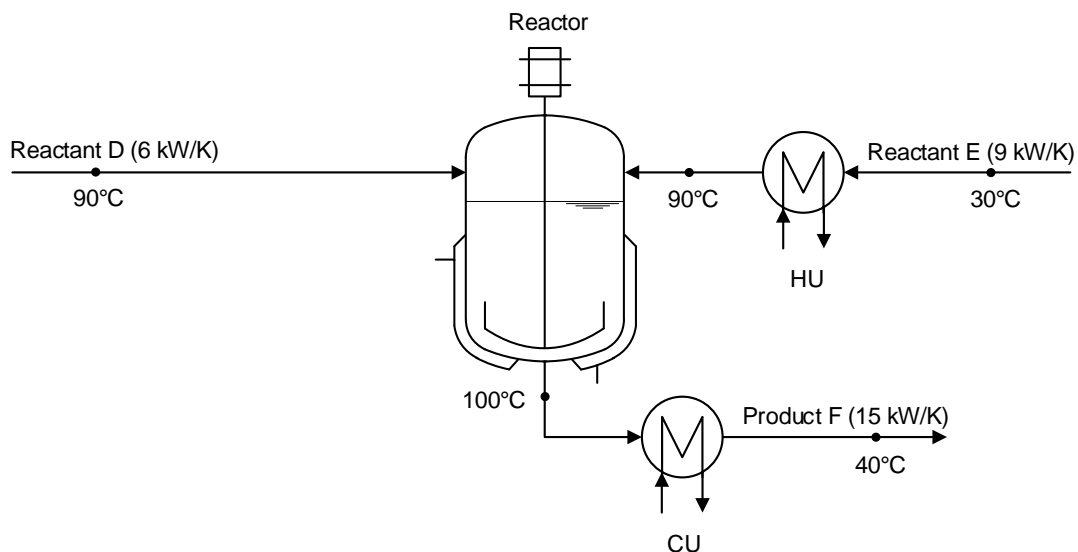 Reactor
Reactant D (6 kW/K)
90°C
Reactant E (9 kW/K)
90°C
30°C
HU
100°C
Product F (15 kW/K)
40°C
CU